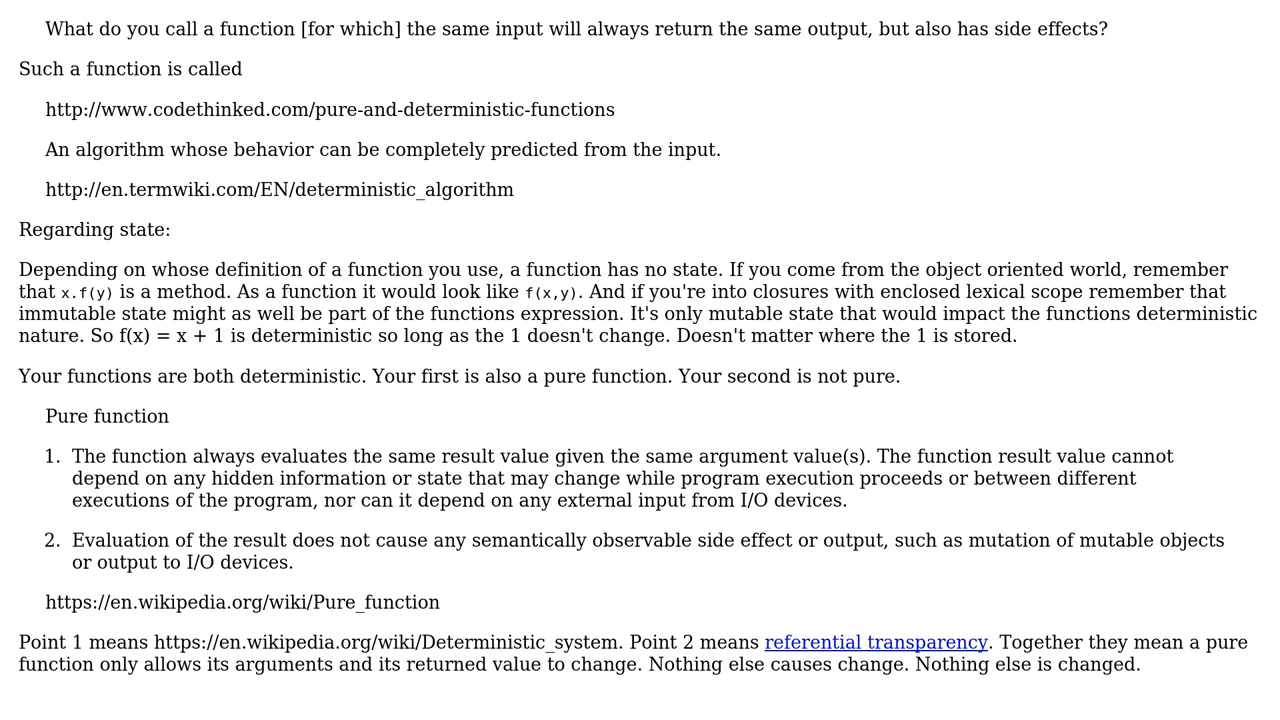 What do you call a function [for which] the same input will always return the same output, but also has side effects?
Such a function is called
http://www.codethinked.com/pure-and-deterministic-functions
An algorithm whose behavior can be completely predicted from the input.
http://en.termwiki.com/EN/deterministic_algorithm
Regarding state:
Depending on whose definition of a function you use, a function has no state. If you come from the object oriented world, remember
that x.f(y) is a method. As a function it would look like f(x,y). And if you're into closures with enclosed lexical scope remember that
immutable state might as well be part of the functions expression. It's only mutable state that would impact the functions deterministic
nature. So f(x) = x + 1 is deterministic so long as the 1 doesn't change. Doesn't matter where the 1 is stored.
Your functions are both deterministic. Your first is also a pure function. Your second is not pure.
Pure function
1. The function always evaluates the same result value given the same argument value(s). The function result value cannot
depend on any hidden information or state that may change while program execution proceeds or between different
executions of the program, nor can it depend on any external input from I/O devices.
2. Evaluation of the result does not cause any semantically observable side effect or output, such as mutation of mutable objects
or output to I/O devices.
https://en.wikipedia.org/wiki/Pure_function
Point 1 means https://en.wikipedia.org/wiki/Deterministic_system. Point 2 means referential transparency. Together they mean a pure
function only allows its arguments and its returned value to change. Nothing else causes change. Nothing else is changed.